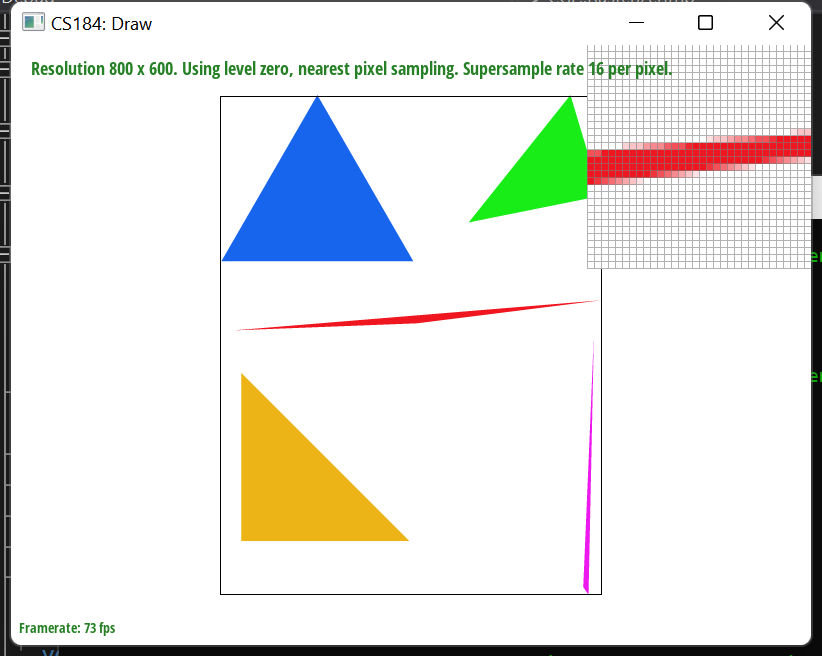 CS184: Draw
Resolution 800 x 600. Using level zero, nearest pixel sampling. Supersample rate 16 per pixel.
Framerate: 73 fps